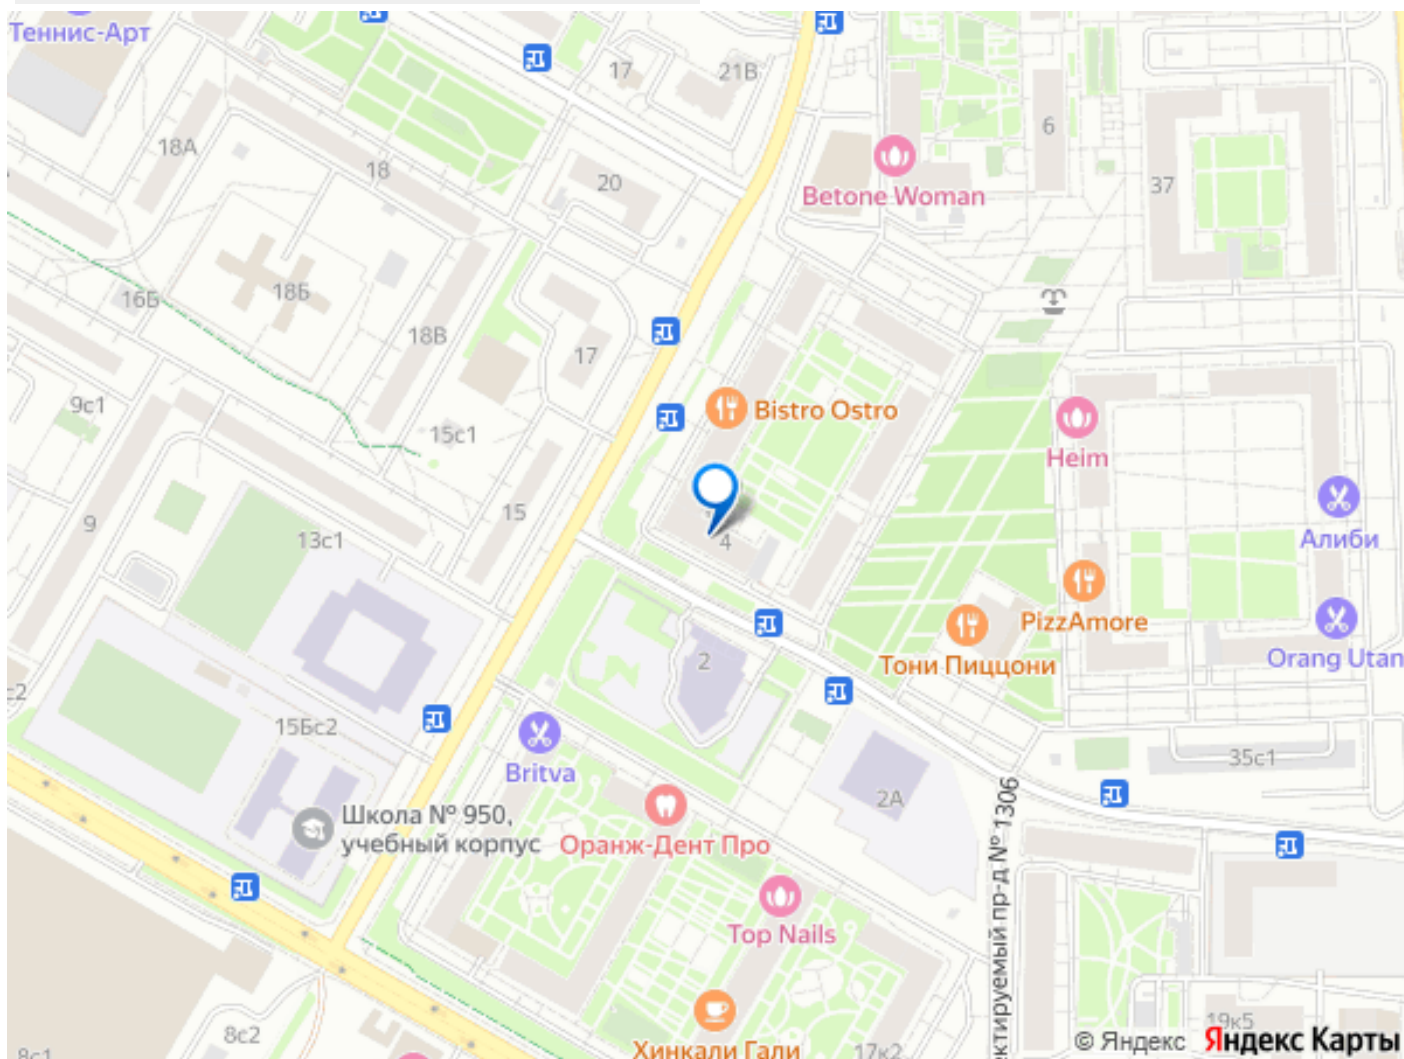 Теннис-Арт
17
21В
6
18А
18
20
37
Betone Woman
18Б
16Б
18В
17
9с1
15с1
Bistro Ostro
Heim
9
13с1
15
4
Алиби
2
PizzAmore
Тони Пиццони
Orang Utan
с2
15Бс2
Britva
35с1
2А
Школа № 950,
учебный корпус
Оранж-Дент Про
ектируемый пр-д № 1306
Top Nails
8с2
8с1
Хинкали Гали
17к2
19к5
© Яндекс Яндекс Карты